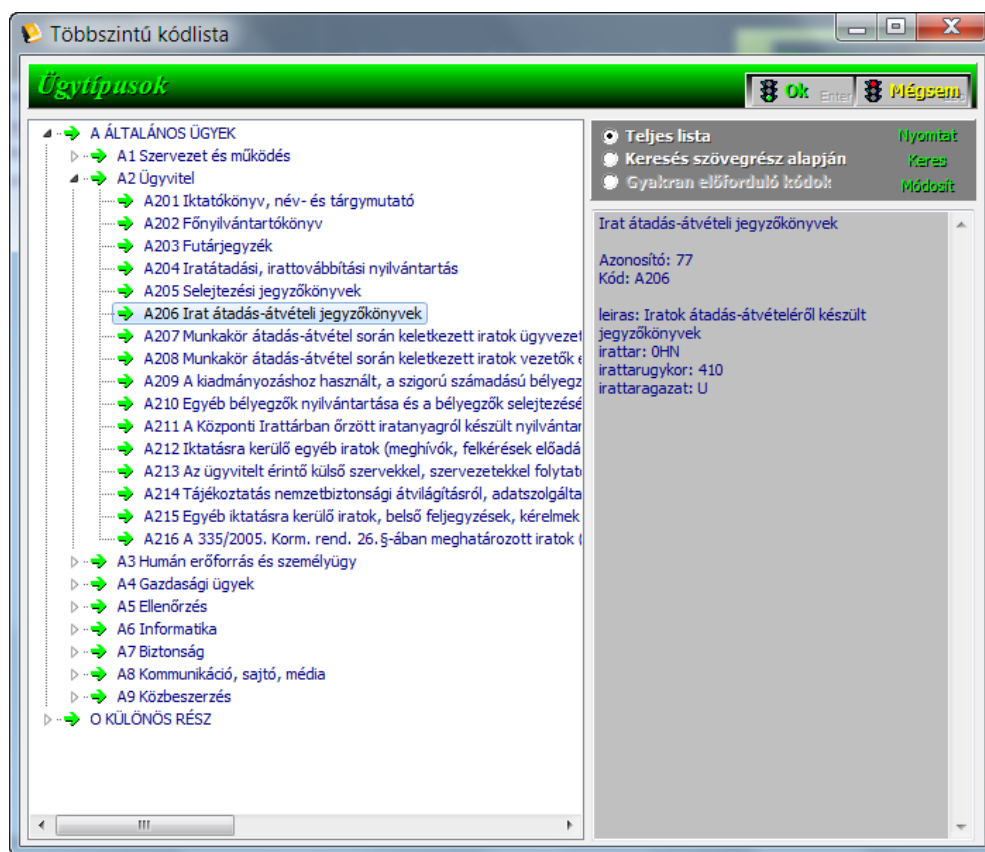 Többszintű kódlista
Ügytípusok
Ok Enter Mégsem
A ÁLTALÁNOS ÜGYEK
A1 Szervezet és működés
A2 Ügyvitel
A201 Iktatókönyv, név- és tárgymutató
A202 Főnyilvántartókönyv
A203 Futárjegyzék
A204 Iratátadási, irattovábbítási nyilvántartás
A205 Selejtezési jegyzőkönyvek
A206 Irat átadás-átvételi jegyzőkönyvek
A207 Munkakör átadás-átvétel során keletkezett iratok ügyvezet
A208 Munkakör átadás-átvétel során keletkezett iratok vezetők
A209 A kiadmányozáshoz használt, a szigorú számadású bélyegz
A210 Egyéb bélyegzők nyilvántartása és a bélyegzők selejtezésé
A211 A Központi Irattárban őrzött iratanyagról készült nyilvántar
A212 Iktatásra kerülő egyéb iratok (meghívók, felkérések előadá
A213 Az ügyvitelt érintő külső szervekkel, szervezetekkel folytat
A214 Tájékoztatás nemzetbiztonsági átvilágításról, adatszolgálta
A215 Egyéb iktatásra kerülő iratok, belső feljegyzések, kérelmek
A216 A 335/2005. Korm. rend. 26.§-ában meghatározott iratok (
A3 Humán erőforrás és személyügy
A4 Gazdasági ügyek
A5 Ellenőrzés
A6 Informatika
A7 Biztonság
A8 Kommunikáció, sajtó, média
A9 Közbeszerzés
O KÜLÖNÖS RÉSZ
Teljes lista Nyomtat
Keresés szövegrész alapján Keres
Gyakran előforduló kódok Módosít
Irat átadás-átvételi jegyzőkönyvek
Azonosító: 77
Kód: A206
leiras: Iratok átadás-átvételéről készült
jegyzőkönyvek
irattar: 0HN
irattarugykor: 410
irattaragazat: U